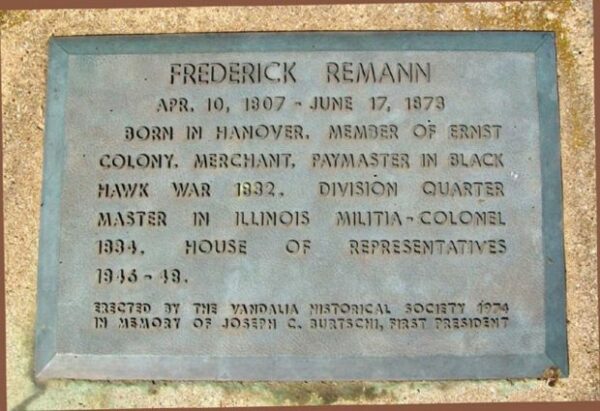 FREDERICK REMANN
APR. 10, 1807 - JUNE 17, 1873
BORN IN HANOVER. MEMBER OF ERNST
COLONY. MERCHANT. PAYMASTER IN BLACK
HAWK WAR 1832. DIVISION QUARTER
MASTER IN ILLINOIS MILITIA-COLONEL
1834. HOUSE OF REPRESENTATIVES
1846-48.
ERECTED BY THE VANDALIA HISTORICAL SOCIETY 1974
IN MEMORY OF JOSEPH C. BURTSCHI, FIRST PRESIDENT